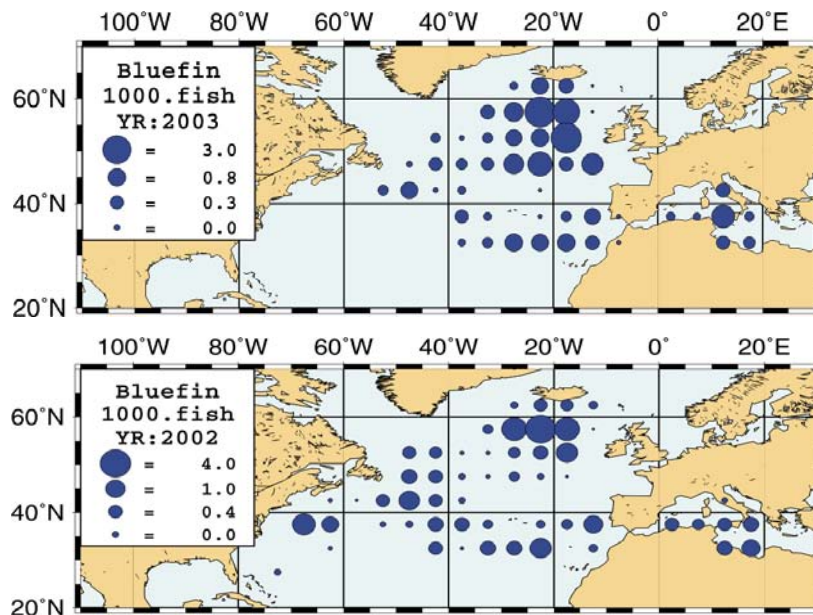 100°W 80°W 60°W 40°W 20°W 0° 20°E
60°N
40°N
20°N
Bluefin
1000.fish
YR:2003
= 3.0
= 0.8
= 0.3
= 0.0
100°W 80°W 60°W 40°W 20°W 0° 20°E
60°N
40°N
20°N
Bluefin
1000.fish
YR:2002
= 4.0
= 1.0
= 0.4
= 0.0